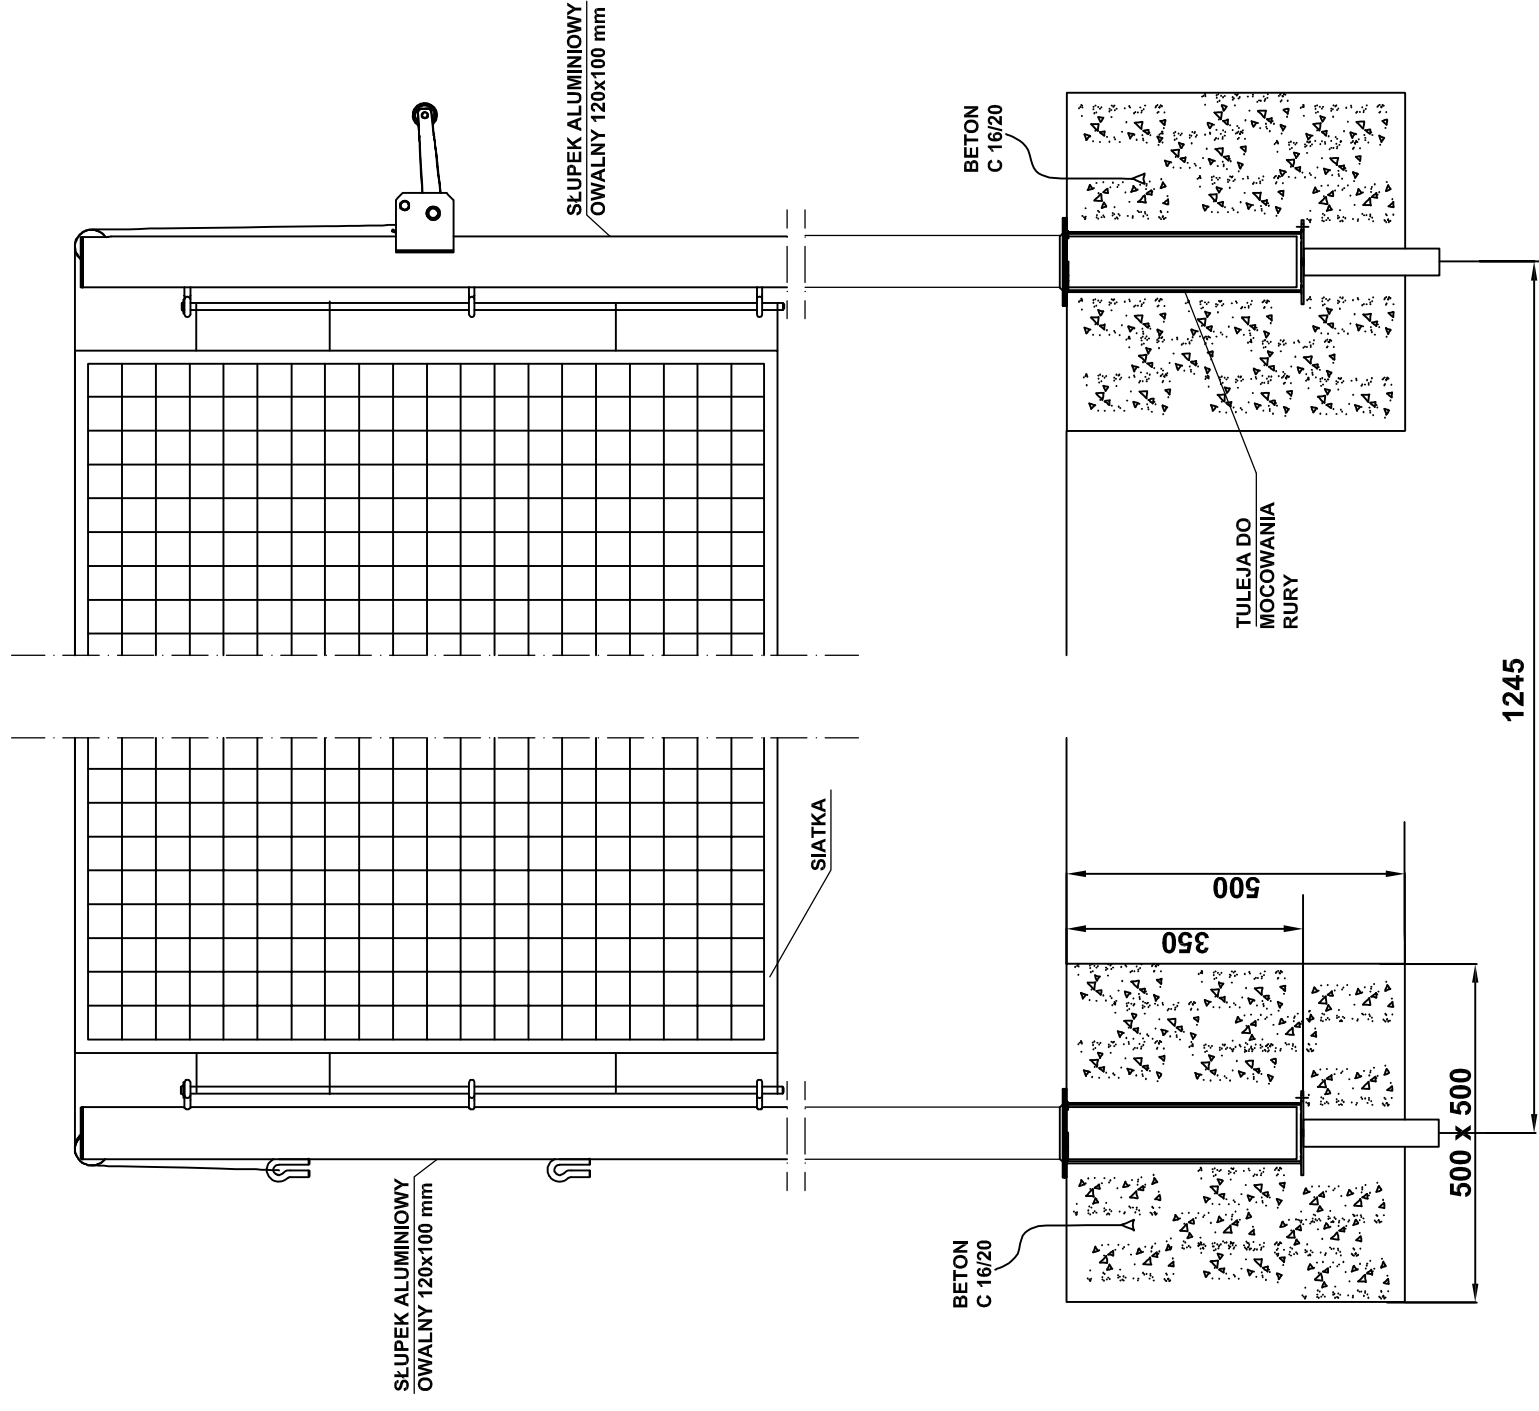 SŁUPEK ALUMINIOWY
OWALNY 120x100 mm
SŁUPEK ALUMINIOWY
OWALNY 120x100 mm
SIATKA
BETON
C 16/20
BETON
C 16/20
TULEJA DO
MOCOWANIA
RURY
350
500
500 x 500
1245